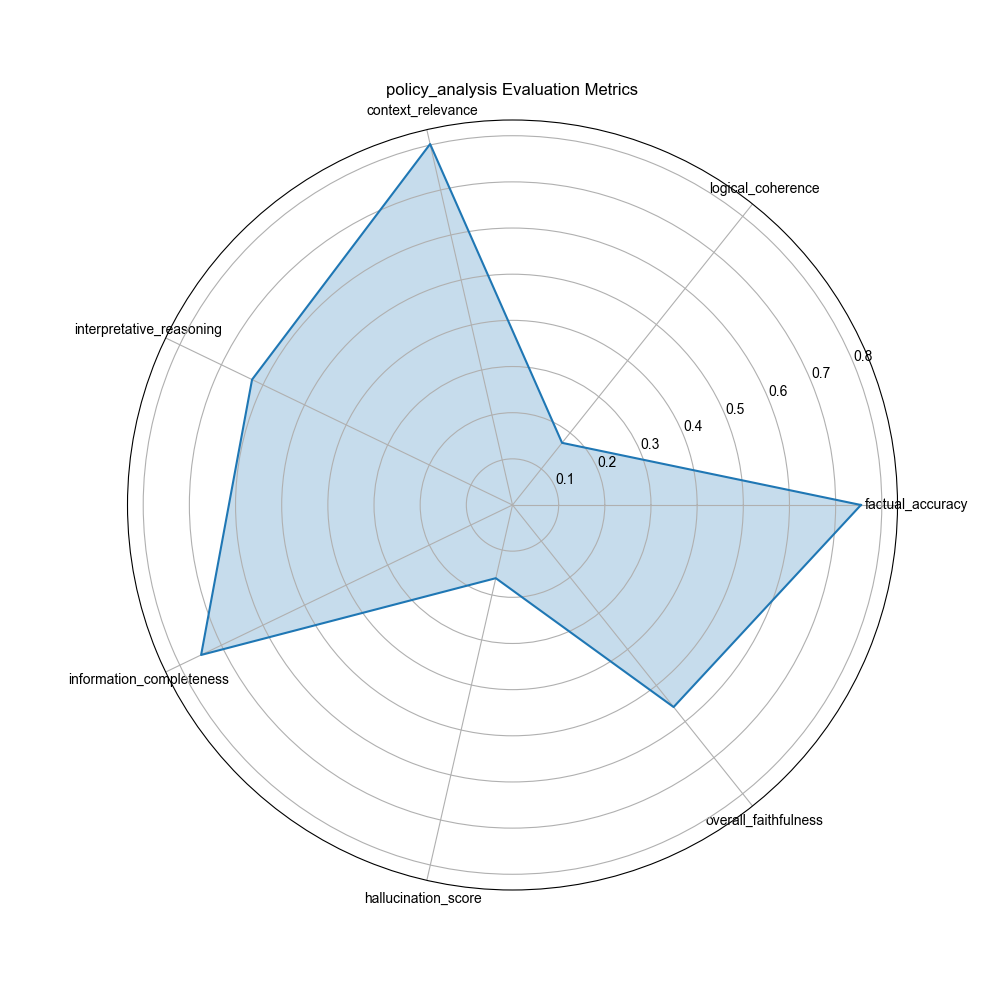 policy_analysis Evaluation Metrics
context_relevance
logical_coherence
interpretative_reasoning
0.8
0.7
0.6
0.5
0.4
0.3
0.2
0.1
factual_accuracy
information_completeness
overall_faithfulness
hallucination_score